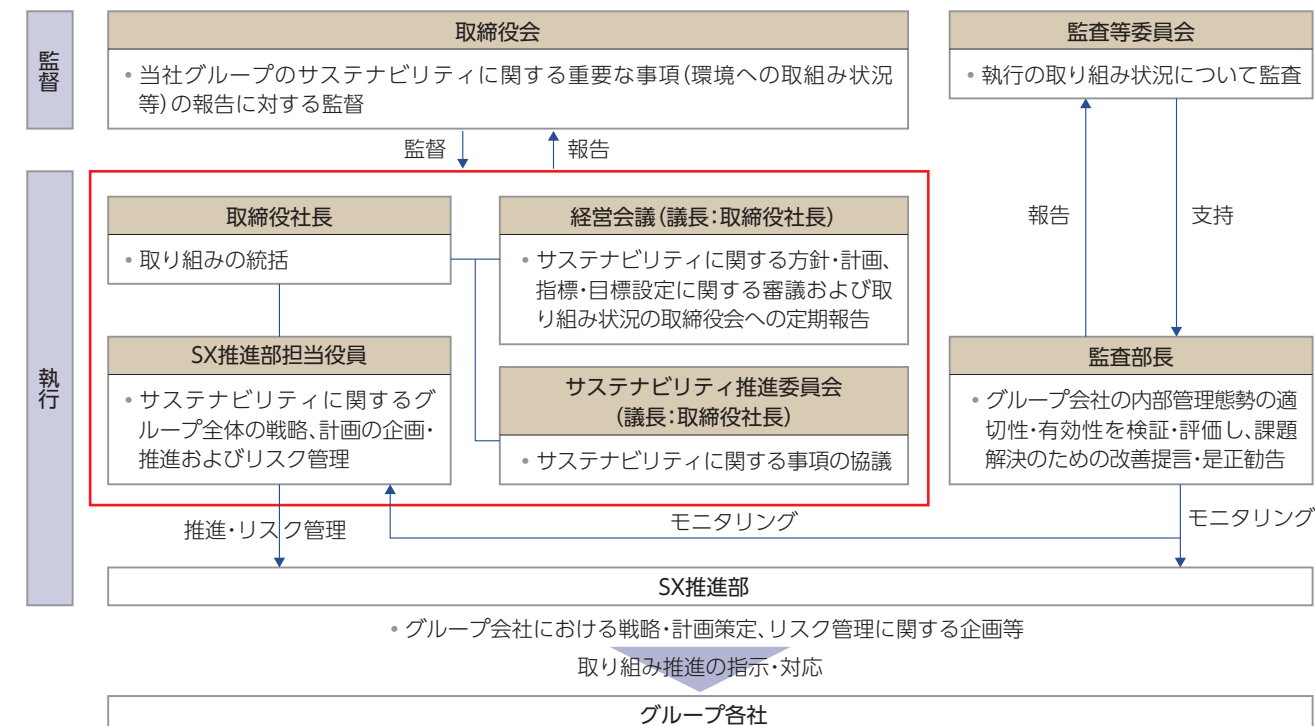 監督
取締役会
• 当社グループのサステナビリティに関する重要な事項(環境への取組み状況
等)の報告に対する監督
監査等委員会
• 執行の取り組み状況について監査
監督
報告
執行
取締役社長
• 取り組みの統括
経営会議(議長:取締役社長)
• サステナビリティに関する方針・計画、
指標・目標設定に関する審議および取
り組み状況の取締役会への定期報告
報告
支持
SX推進部担当役員
• サステナビリティに関するグ
ループ全体の戦略、計画の企画・
推進およびリスク管理
サステナビリティ推進委員会
(議長:取締役社長)
• サステナビリティに関する事項の協議
監査部長
• グループ会社の内部管理態勢の適
切性・有効性を検証・評価し、課題
解決のための改善提言・是正勧告
推進・リスク管理
モニタリング
モニタリング
SX推進部
• グループ会社における戦略・計画策定、リスク管理に関する企画等
取り組み推進の指示・対応
グループ各社